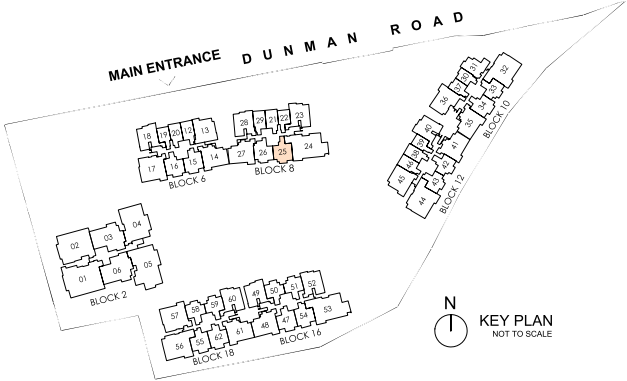 DUNMAN ROAD
MAIN ENTRANCE
31 32
30
37 33
36 34
35
BLOCK 10
40
41
39
38 42
46
45 43
44
BLOCK 12
18 19 20 12 13
17 16 15 14
BLOCK 6
28 29 21 22 23
27 26 25 24
BLOCK 8
02 03 04
01 06 05
BLOCK 2
57 58 59 60
56 55 62 61
BLOCK 18
49 50 51 52
48 47 54 53
BLOCK 16
N
KEY PLAN
NOT TO SCALE